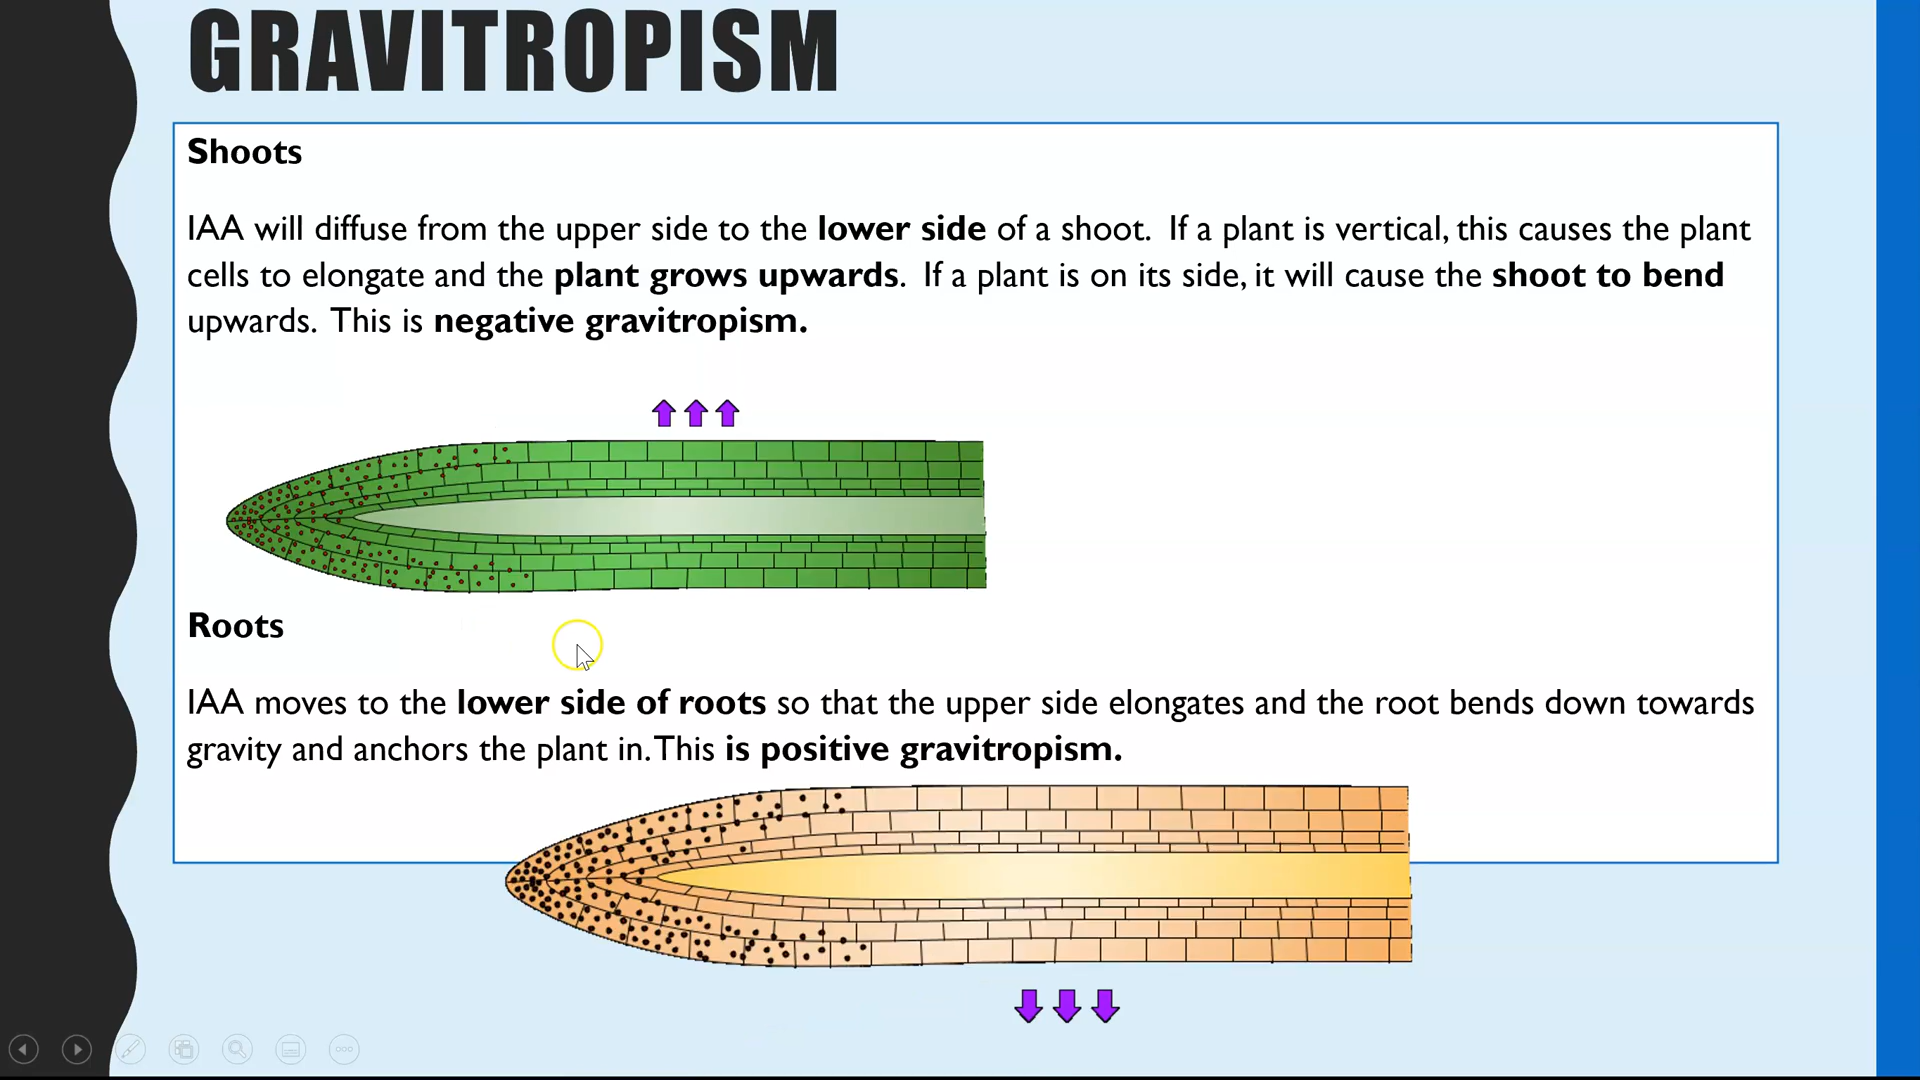 GRAVITROPISM
Shoots
IAA will diffuse from the upper side to the lower side of a shoot. If a plant is vertical, this causes the plant
cells to elongate and the plant grows upwards. If a plant is on its side, it will cause the shoot to bend
upwards. This is negative gravitropism.
Roots
IAA moves to the lower side of roots so that the upper side elongates and the root bends down towards
gravity and anchors the plant in. This is positive gravitropism.